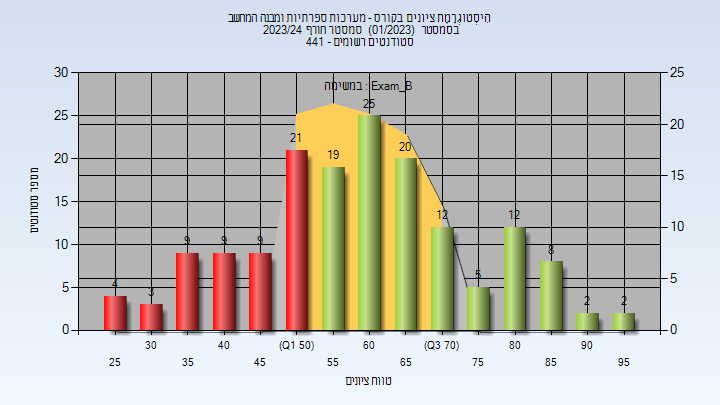 הִיסְטוֹגְרָמַת ציונים בקורס - מערכות ספרתיות ומבנה המחשב
בסמסטר (01/2023) סמסטר חורף 2023/24
סטודנטים רשומים - 441
במשימה : Exam_B
30 25 20 15 10 5 0
מספר סטודנטים
25 20 15 10 5 0
4 3 9 9 9 21 19 25 20 12 5 12 8 2 2
30 40 (Q1 50) 60 (Q3 70) 80 90
25 35 45 55 65 75 85 95
טווח ציונים